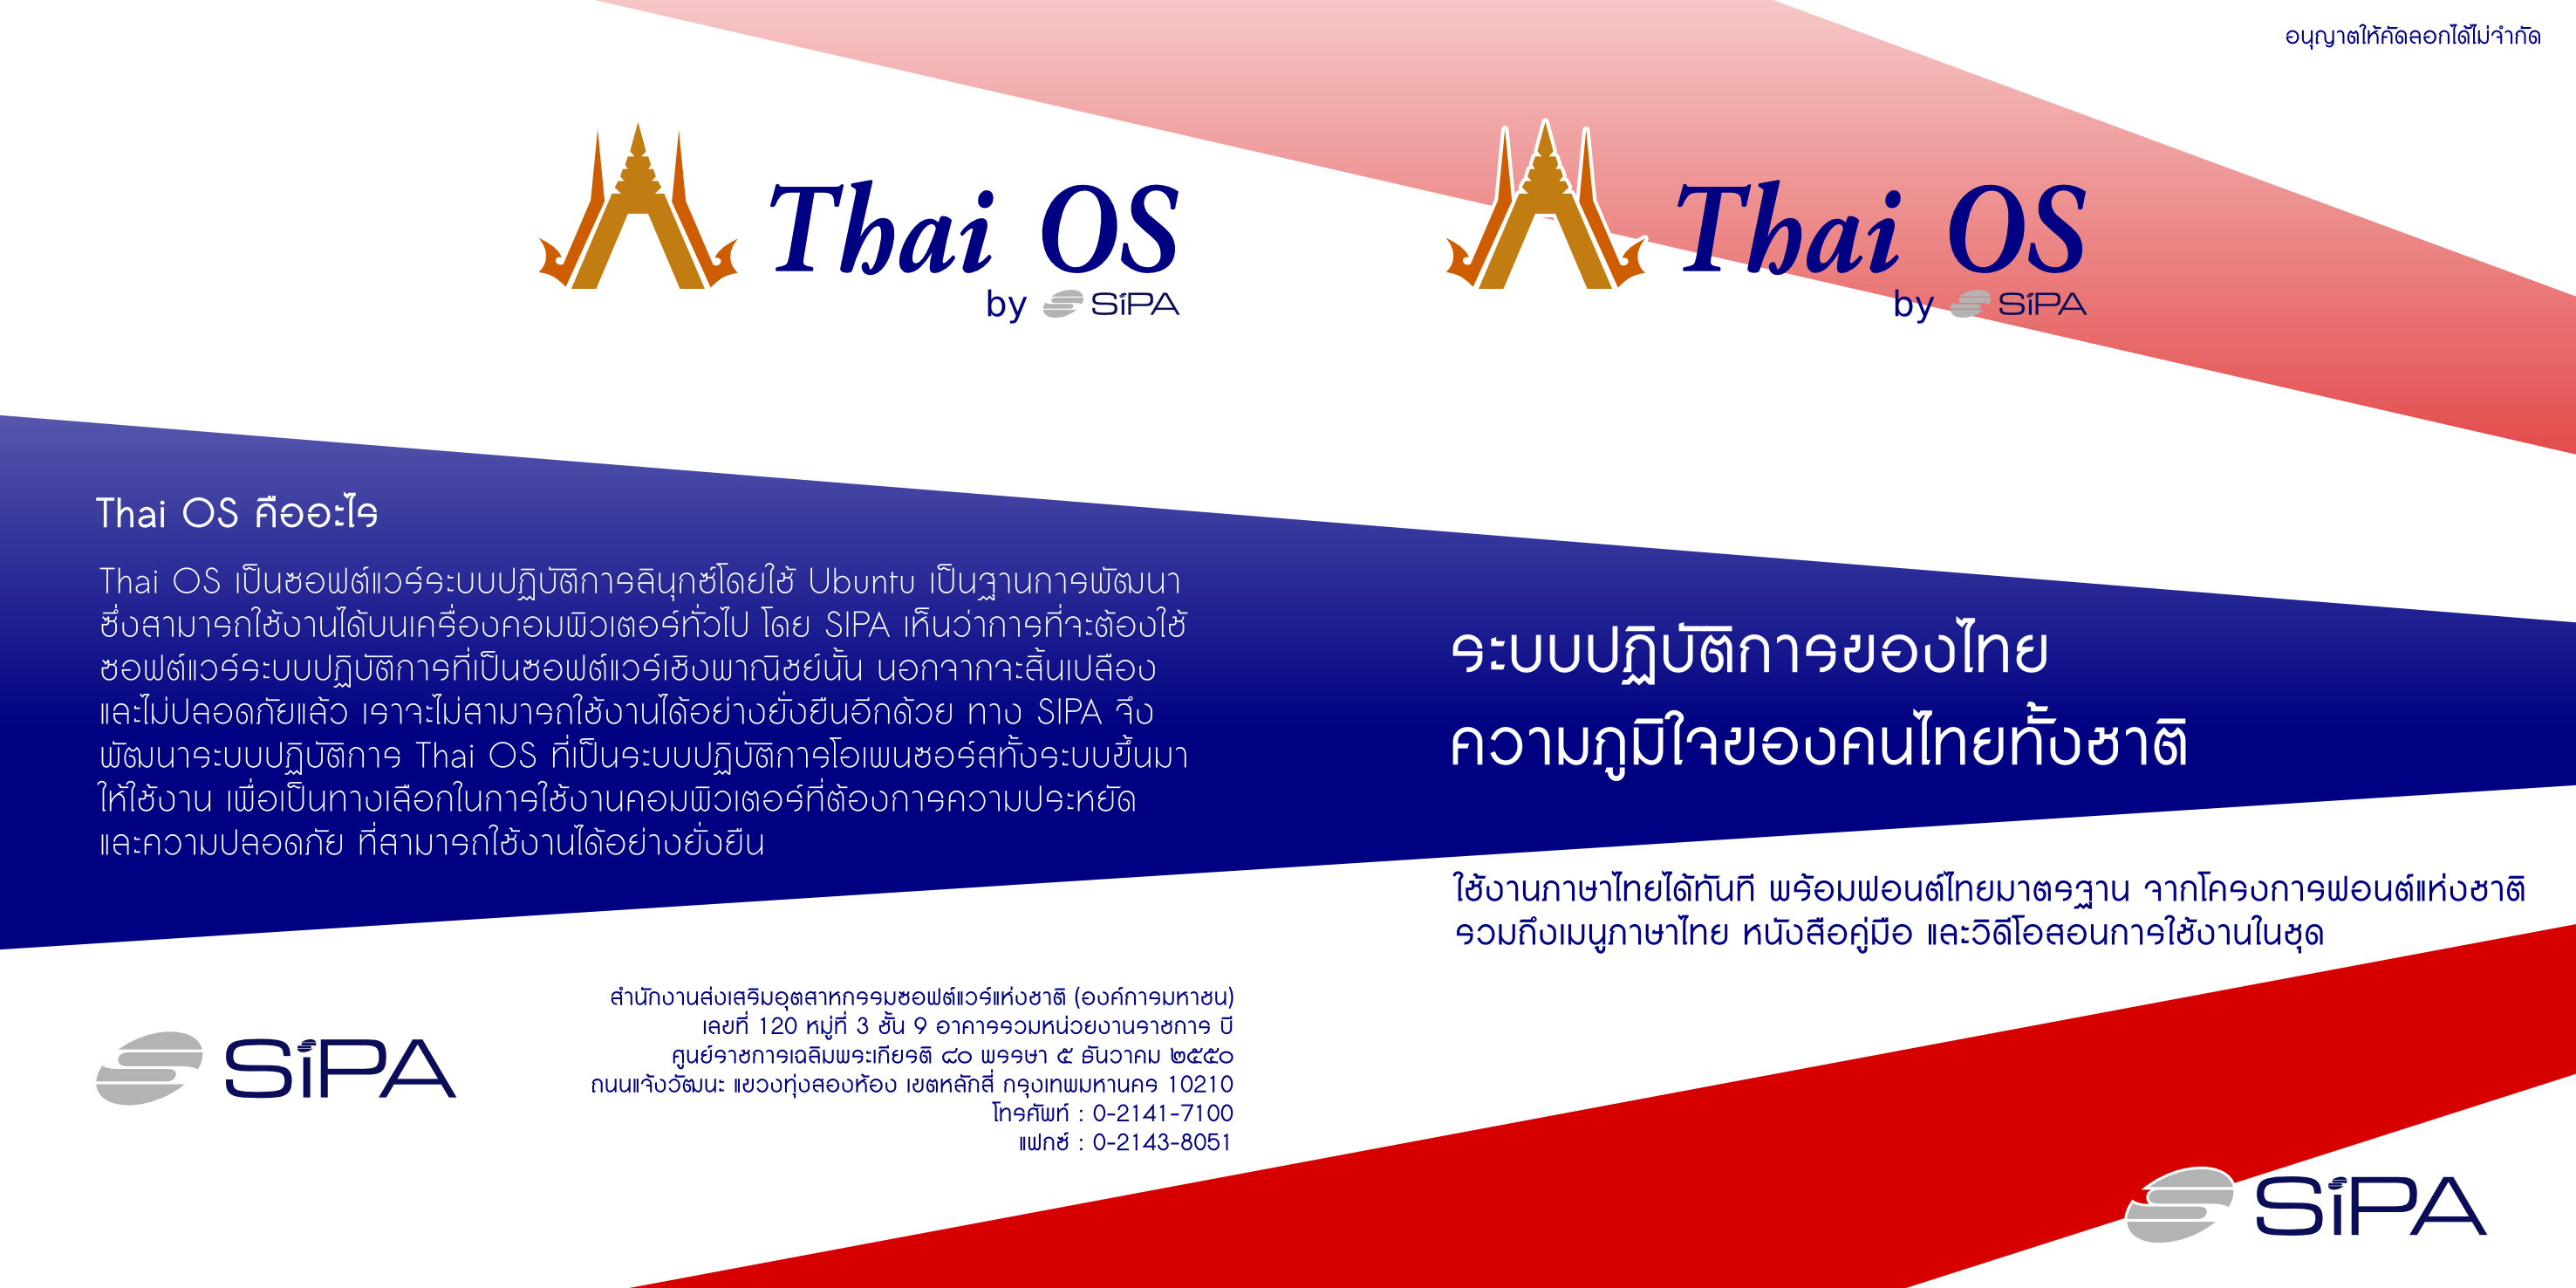 Thai OS
by SiPA
Thai OS คืออะไร
Thai OS เป็นซอฟต์แวร์ระบบปฏิบัติการลินุกซ์โดยใช้ Ubuntu เป็นฐานการพัฒนา
ซึ่งสามารถใช้งานได้บนเครื่องคอมพิวเตอร์ทั่วไป โดย SIPA เห็นว่าการที่จะต้องใช้
ซอฟต์แวร์ระบบปฏิบัติการที่เป็นซอฟต์แวร์เชิงพาณิชย์นั้น นอกจากจะสิ้นเปลือง
และไม่ปลอดภัยแล้ว เราจะไม่สามารถใช้งานได้อย่างยั่งยืนอีกด้วย ทาง SIPA จึง
พัฒนาระบบปฏิบัติการ Thai OS ที่เป็นระบบปฏิบัติการโอเพนซอร์สทั้งระบบขึ้นมา
ให้ใช้งาน เพื่อเป็นทางเลือกในการใช้งานคอมพิวเตอร์ที่ต้องการความประหยัด
และความปลอดภัย ที่สามารถใช้งานได้อย่างยั่งยืน
SiPA
สำนักงานส่งเสริมอุตสาหกรรมซอฟต์แวร์แห่งชาติ (องค์การมหาชน)
เลขที่ 120 หมู่ที่ 3 ชั้น 9 อาคารรวมหน่วยงานราชการ บี
ศูนย์ราชการเฉลิมพระเกียรติ ๘๐ พรรษา ๕ ธันวาคม ๒๕๕๐
ถนนแจ้งวัฒนะ แขวงทุ่งสองห้อง เขตหลักสี่ กรุงเทพมหานคร 10210
โทรศัพท์ : 0-2141-7100
แฟกซ์ : 0-2143-8051
อนุญาตให้คัดลอกได้ไม่จำกัด
Thai OS
by SiPA
ระบบปฏิบัติการของไทย
ความภูมิใจของคนไทยทั้งชาติ
ใช้งานภาษาไทยได้ทันที พร้อมฟอนต์ไทยมาตรฐาน จากโครงการฟอนต์แห่งชาติ
รวมถึงเมนูภาษาไทย หนังสือคู่มือ และวิดีโอสอนการใช้งานในชุด
SiPA